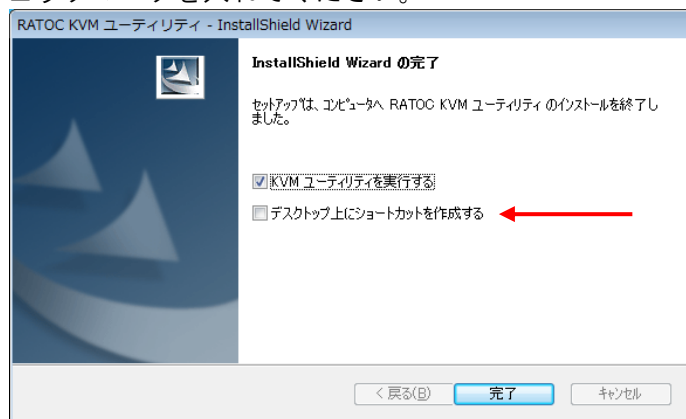 RATOC KVM ユーティリティ - InstallShield Wizard
InstallShield Wizard の完了
セットアップは、コンピュータへ RATOC KVM ユーティリティ のインストールを終了し
ました。
KVM ユーティリティを実行する
デスクトップ上にショートカットを作成する
< 戻る(B)
完了
キャンセル